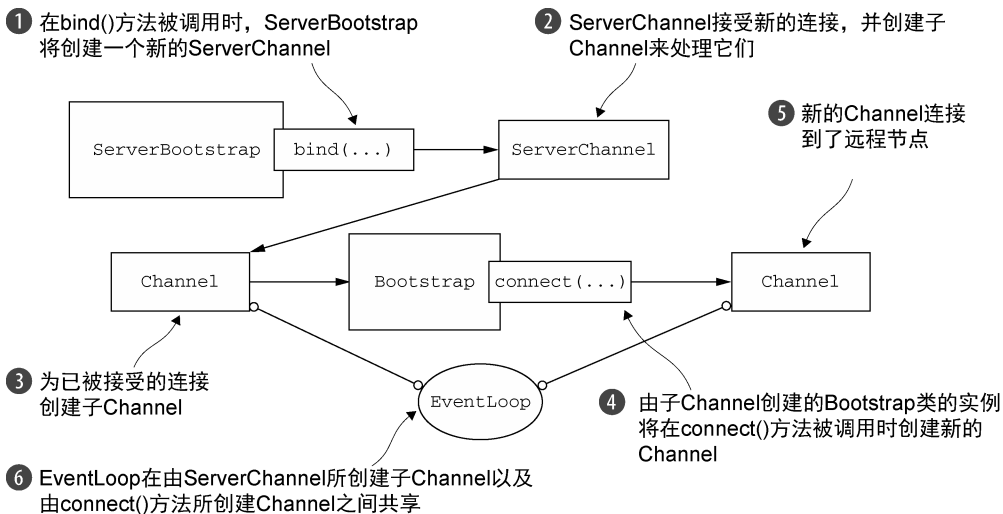 1 在bind()方法被调用时，ServerBootstrap
将创建一个新的ServerChannel
2 ServerChannel接受新的连接，并创建子
Channel来处理它们
5 新的Channel连接
到了远程节点
ServerBootstrap
bind(...)
ServerChannel
Channel
Bootstrap
connect(...)
Channel
3 为已被接受的连接
创建子Channel
EventLoop
4 由子Channel创建的Bootstrap类的实例
将在connect()方法被调用时创建新的
Channel
6 EventLoop在由ServerChannel所创建子Channel以及
由connect()方法所创建Channel之间共享